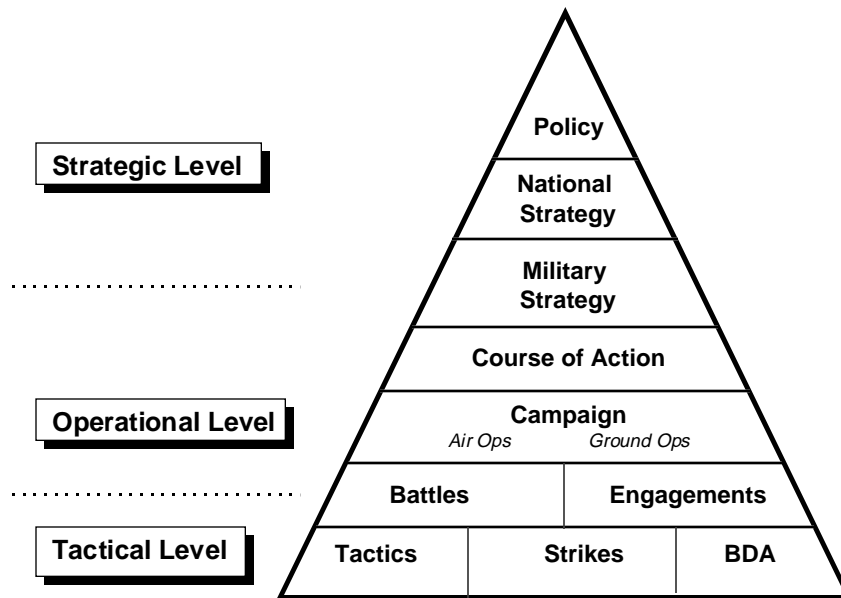 Policy
Strategic Level
National
Strategy
Military
Strategy
Course of Action
Operational Level
Campaign
Air Ops Ground Ops
Battles Engagements
Tactical Level
Tactics Strikes BDA